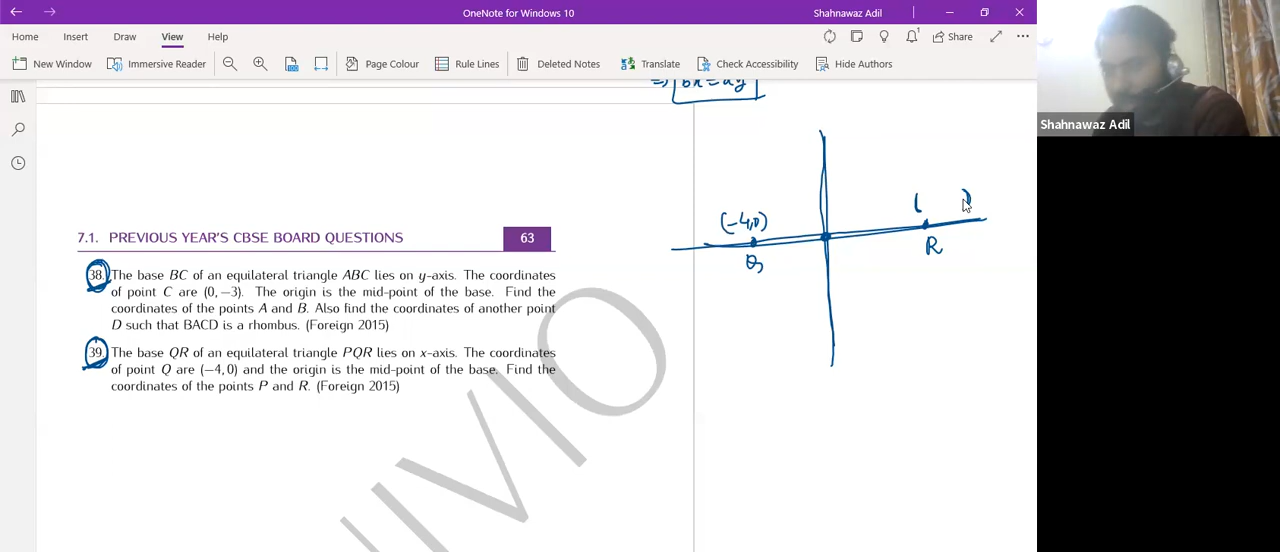 OneNote for Windows 10
Shahnawaz Adil
Home Insert Draw View Help
Share
New Window Immersive Reader Page Colour Rule Lines Deleted Notes Translate Check Accessibility Hide Authors
⇒ bx = ay
7.1. PREVIOUS YEAR'S CBSE BOARD QUESTIONS 63
38. The base BC of an equilateral triangle ABC lies on y-axis. The coordinates
of point C are (0, −3). The origin is the mid-point of the base. Find the
coordinates of the points A and B. Also find the coordinates of another point
D such that BACD is a rhombus. (Foreign 2015)
39. The base QR of an equilateral triangle PQR lies on x-axis. The coordinates
of point Q are (−4, 0) and the origin is the mid-point of the base. Find the
coordinates of the points P and R. (Foreign 2015)
(-4,0)
( )
Q
R
Shahnawaz Adil